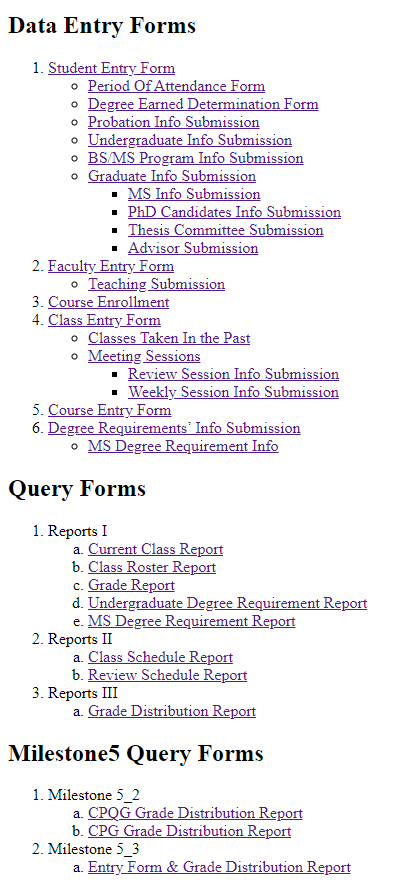 Data Entry Forms
1. Student Entry Form
Period Of Attendance Form
Degree Earned Determination Form
Probation Info Submission
Undergraduate Info Submission
BS/MS Program Info Submission
Graduate Info Submission
MS Info Submission
PhD Candidates Info Submission
Thesis Committee Submission
Advisor Submission
2. Faculty Entry Form
Teaching Submission
3. Course Enrollment
4. Class Entry Form
Classes Taken In the Past
Meeting Sessions
Review Session Info Submission
Weekly Session Info Submission
5. Course Entry Form
6. Degree Requirements’ Info Submission
MS Degree Requirement Info
Query Forms
1. Reports I
a. Current Class Report
b. Class Roster Report
c. Grade Report
d. Undergraduate Degree Requirement Report
e. MS Degree Requirement Report
2. Reports II
a. Class Schedule Report
b. Review Schedule Report
3. Reports III
a. Grade Distribution Report
Milestone5 Query Forms
1. Milestone 5_2
a. CPQG Grade Distribution Report
b. CPG Grade Distribution Report
2. Milestone 5_3
a. Entry Form & Grade Distribution Report